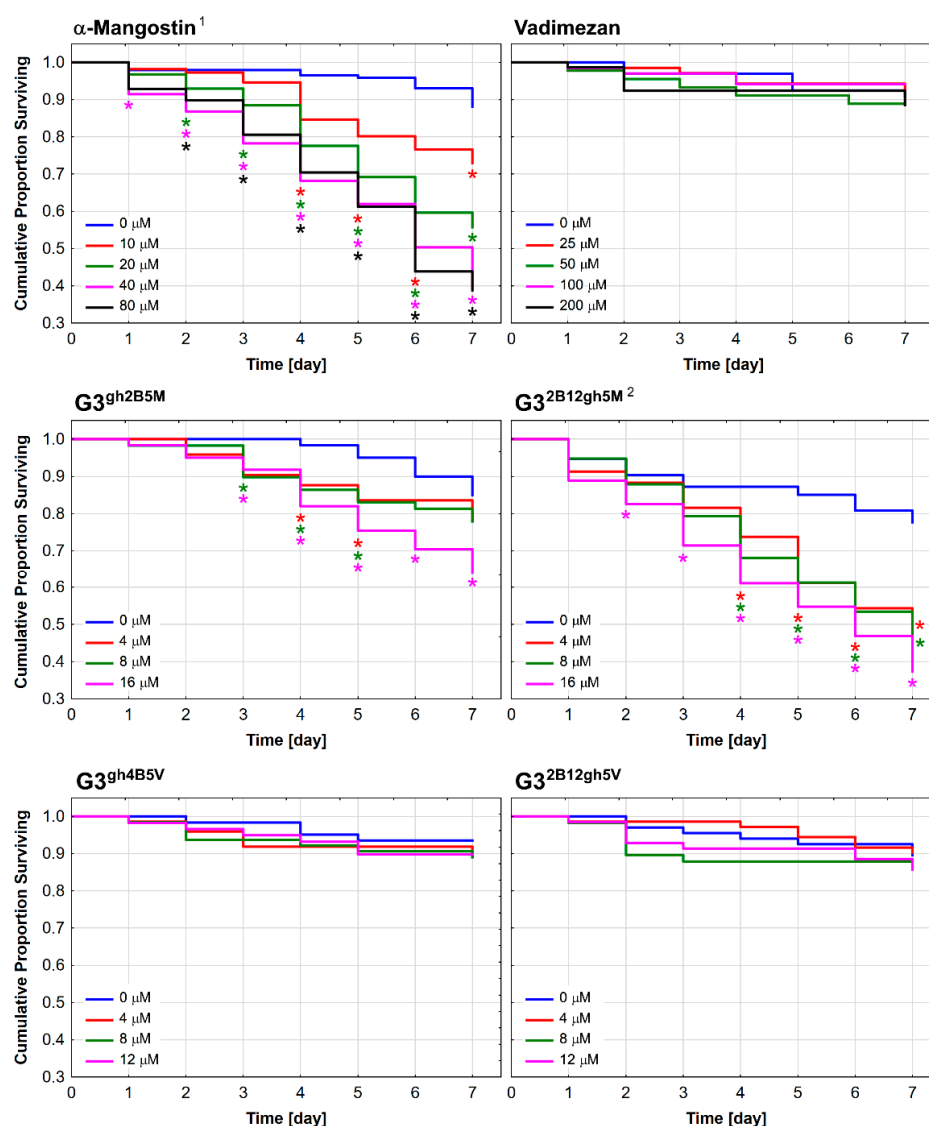 α-Mangostin 1
Vadimezan
Cumulative Proportion Surviving
1.0
0.9
0.8
0.7
0.6
0.5
0.4
0.3
* * * * * * * * * * * * * * * * * * * * * * *
0 μM
10 μM
20 μM
40 μM
80 μM
0 1 2 3 4 5 6 7
Time [day]
0 μM
25 μM
50 μM
100 μM
200 μM
0 1 2 3 4 5 6 7
Time [day]
G3gh2B5M
G32B12gh5M 2
Cumulative Proportion Surviving
1.0
0.9
0.8
0.7
0.6
0.5
0.4
0.3
* * * * * * * * * *
0 μM
4 μM
8 μM
16 μM
0 1 2 3 4 5 6 7
Time [day]
* * * * * * * * * * * * * *
0 μM
4 μM
8 μM
16 μM
0 1 2 3 4 5 6 7
Time [day]
G3gh4B5V
G32B12gh5V
Cumulative Proportion Surviving
1.0
0.9
0.8
0.7
0.6
0.5
0.4
0.3
0 μM
4 μM
8 μM
12 μM
0 1 2 3 4 5 6 7
Time [day]
0 μM
4 μM
8 μM
12 μM
0 1 2 3 4 5 6 7
Time [day]